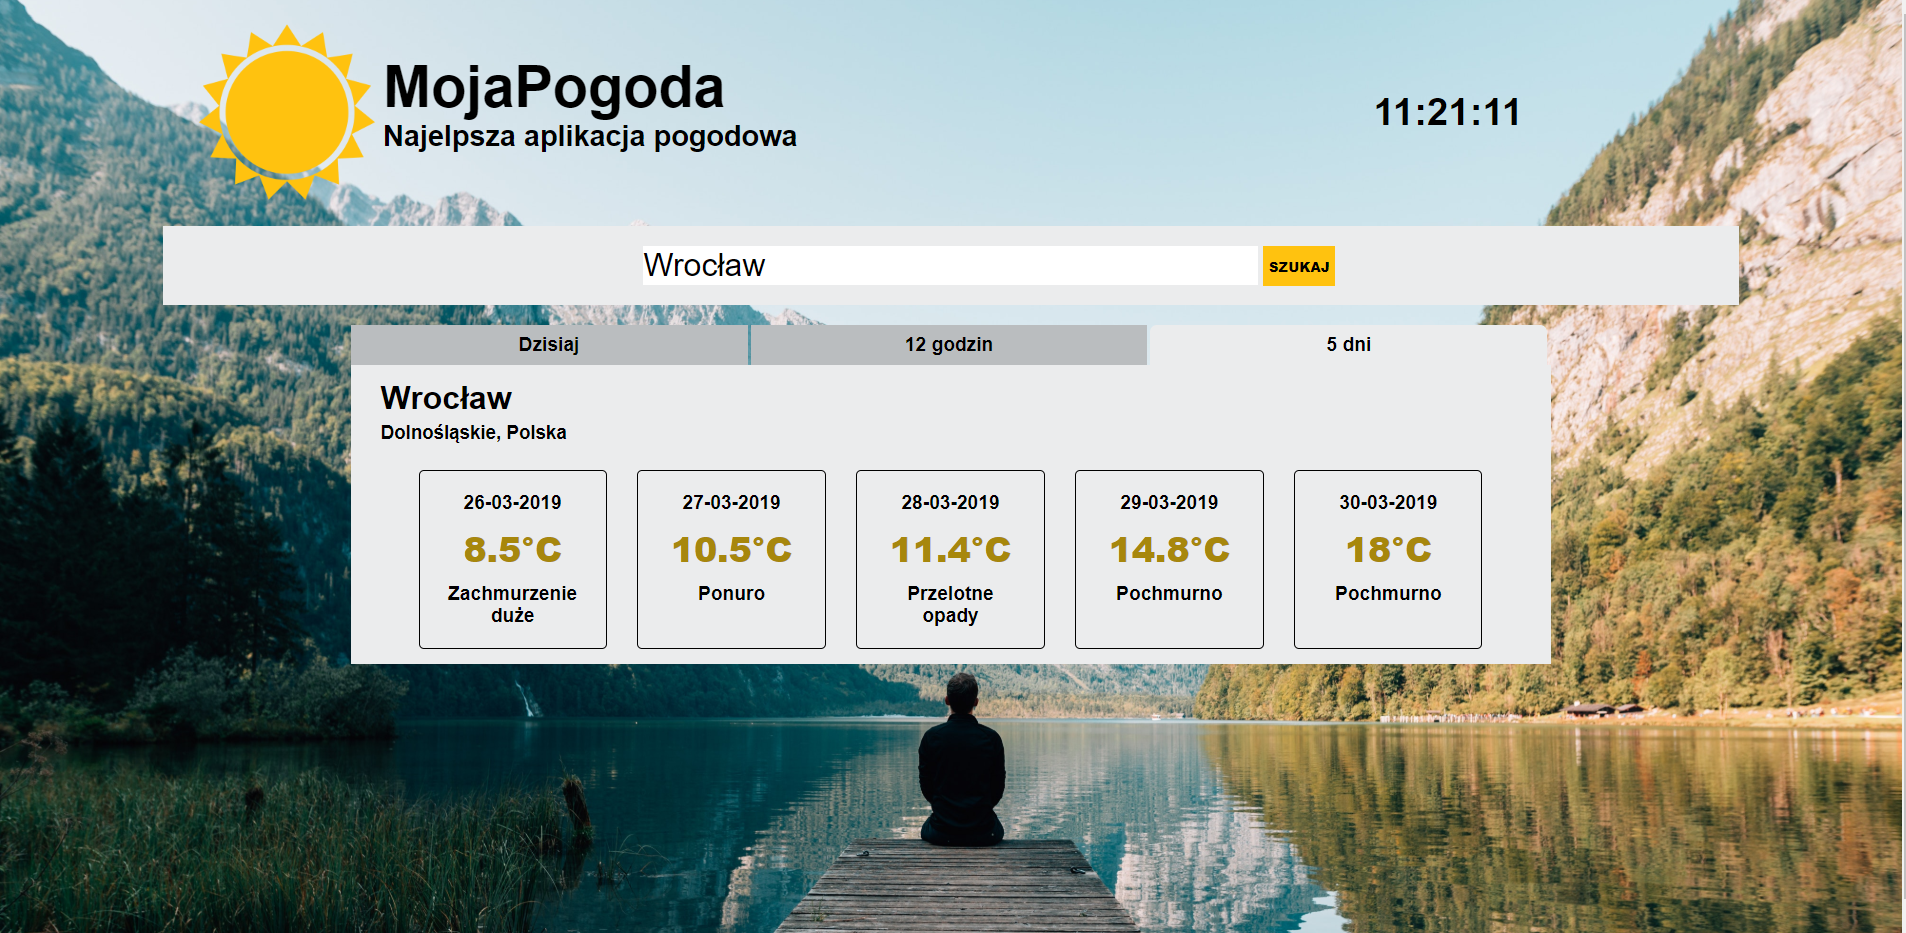 MojaPogoda
Najelpsza aplikacja pogodowa
11:21:11
Wrocław
SZUKAJ
Dzisiaj
12 godzin
5 dni
Wrocław
Dolnośląskie, Polska
26-03-2019
8.5°C
Zachmurzenie
duże
27-03-2019
10.5°C
Ponuro
28-03-2019
11.4°C
Przelotne
opady
29-03-2019
14.8°C
Pochmurno
30-03-2019
18°C
Pochmurno